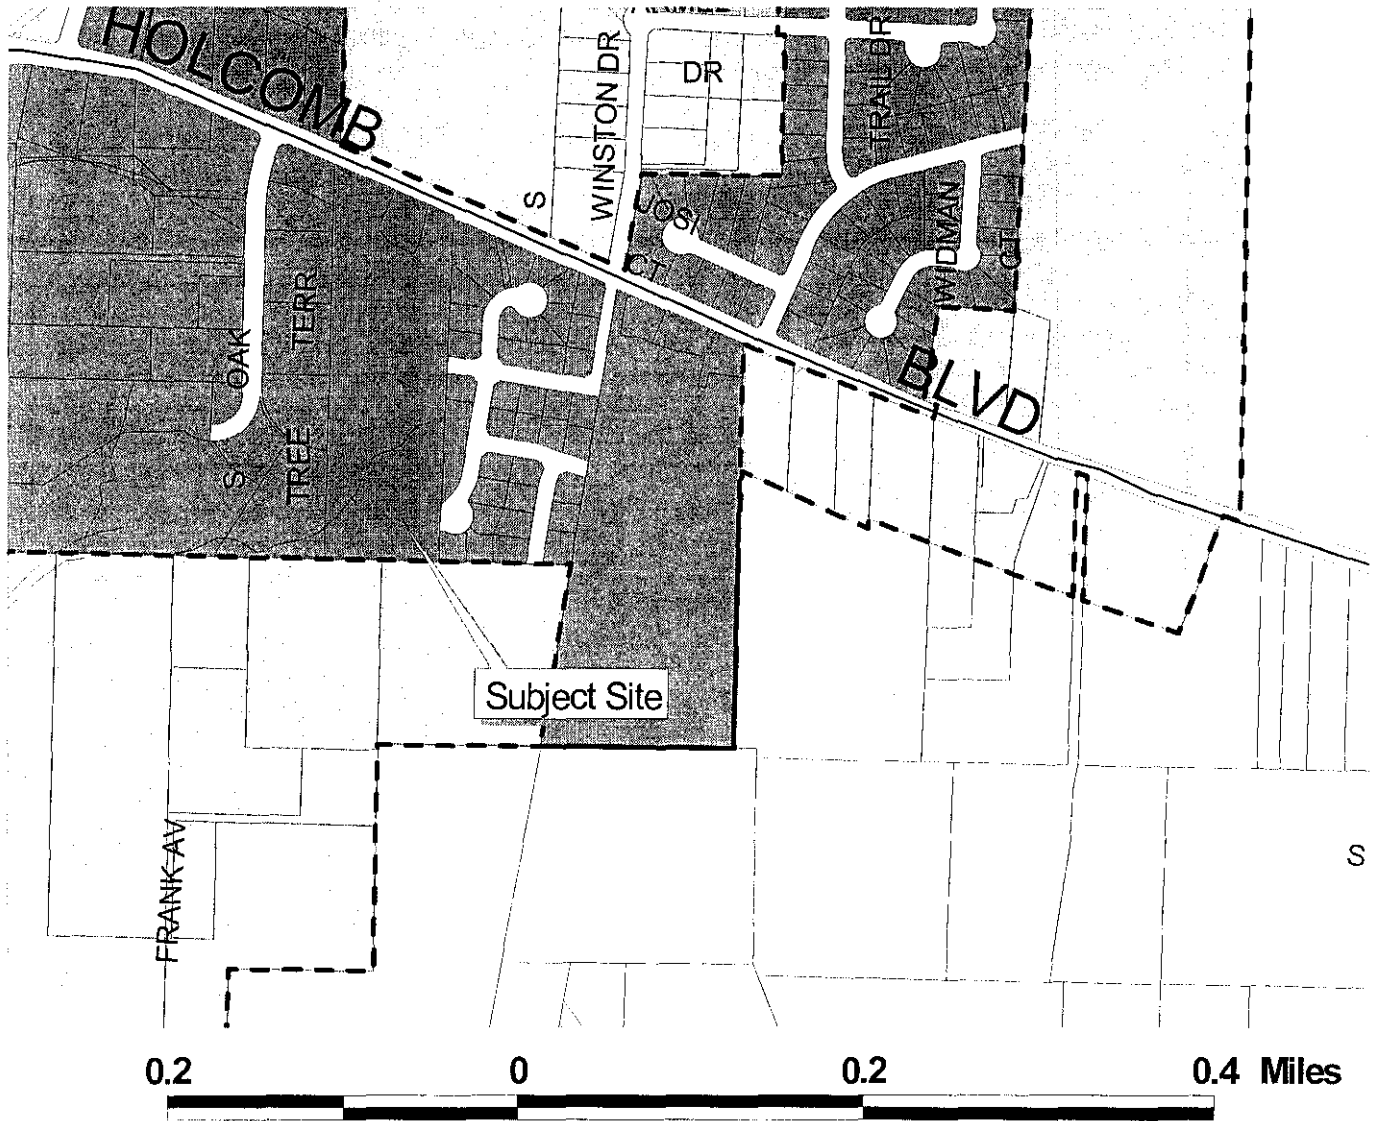 HOLCOMB
BLVD
WINSTON DR
S
DR
TRAIL DR
JOSI
CT
WIDMAN
CT
S OAK
TREE TERR
Subject Site
FRANK AV
S
0.2 0 0.2 0.4 Miles